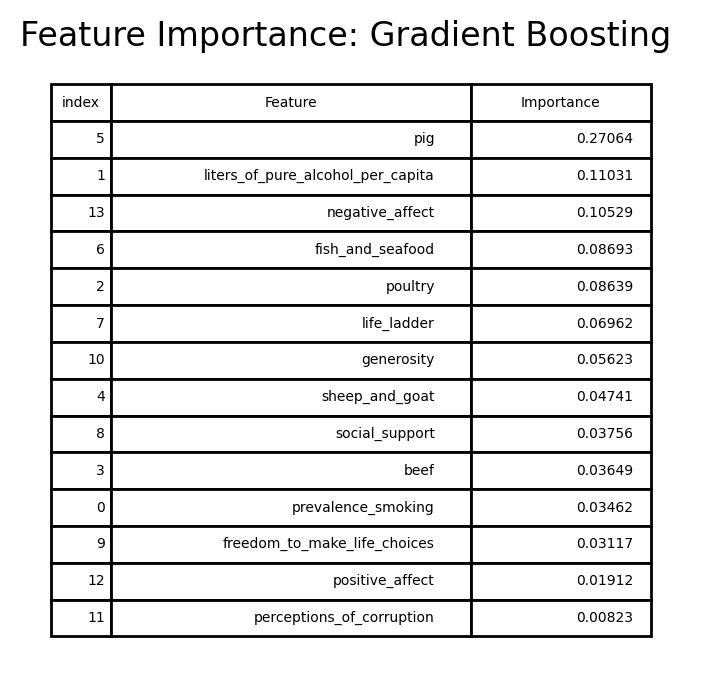 Feature Importance: Gradient Boosting
index Feature Importance
5 pig 0.27064
1 liters_of_pure_alcohol_per_capita 0.11031
13 negative_affect 0.10529
6 fish_and_seafood 0.08693
2 poultry 0.08639
7 life_ladder 0.06962
10 generosity 0.05623
4 sheep_and_goat 0.04741
8 social_support 0.03756
3 beef 0.03649
0 prevalence_smoking 0.03462
9 freedom_to_make_life_choices 0.03117
12 positive_affect 0.01912
11 perceptions_of_corruption 0.00823